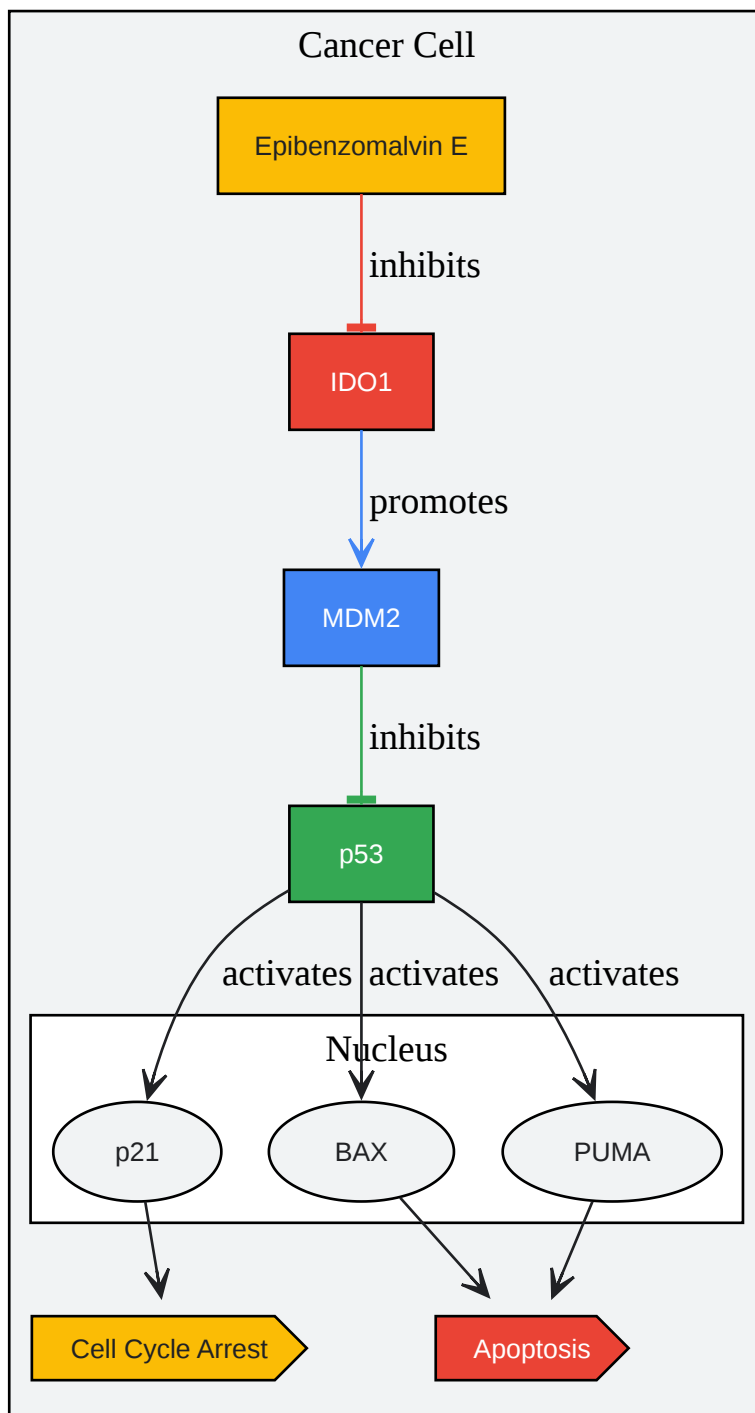 Cancer Cell
Epibenzomalvin E
inhibits
IDO1
promotes
MDM2
inhibits
p53
activates activates activates
Nucleus
p21 BAX PUMA
Cell Cycle Arrest Apoptosis